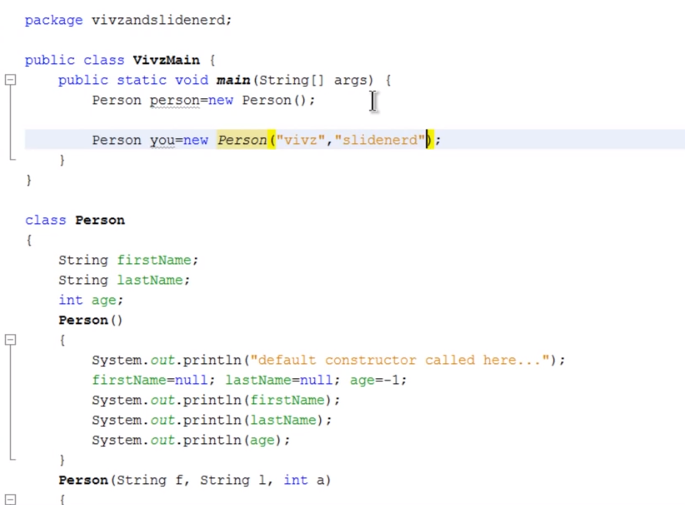 package vivzandslidenerd;
public class VivzMain {
public static void main(String[] args) {
Person person=new Person();
Person you=new Person("vivz","slidenerd");
}
}
class Person
{
String firstName;
String lastName;
int age;
Person()
{
System.out.println("default constructor called here...");
firstName=null; lastName=null; age=-1;
System.out.println(firstName);
System.out.println(lastName);
System.out.println(age);
}
Person(String f, String l, int a)
{